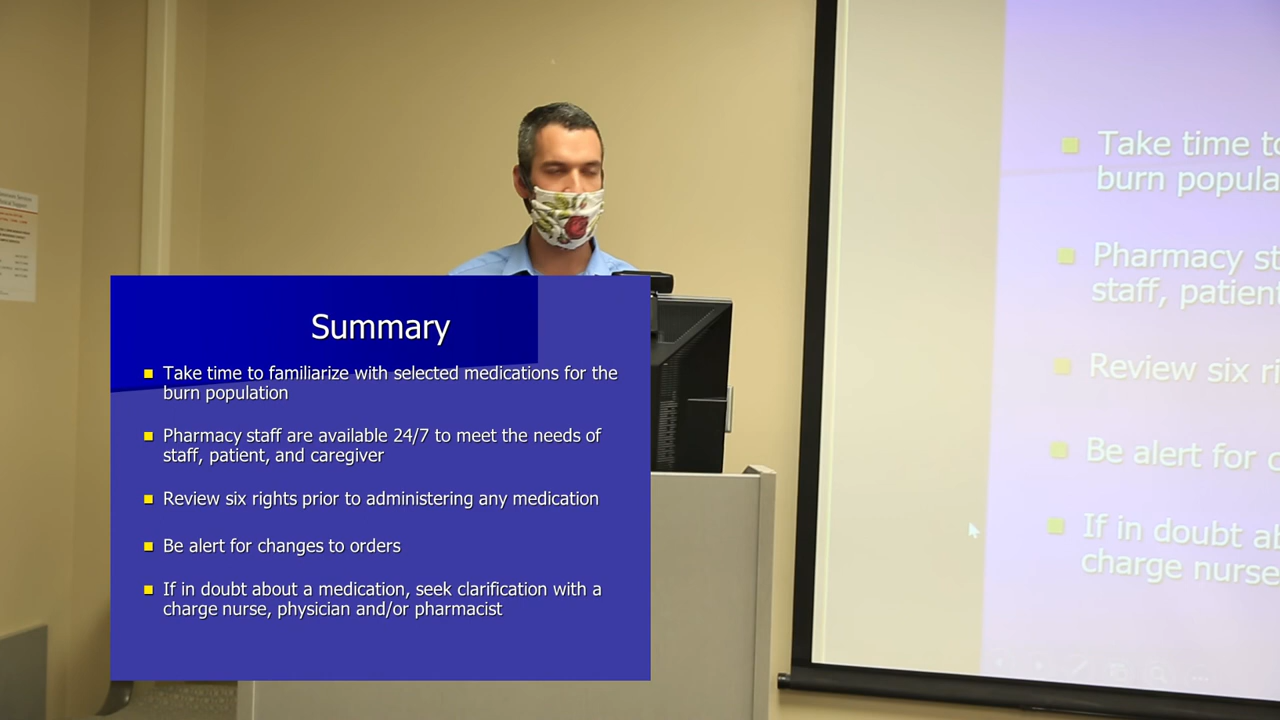 Summary
Take time to familiarize with selected medications for the
burn population
Pharmacy staff are available 24/7 to meet the needs of
staff, patient, and caregiver
Review six rights prior to administering any medication
Be alert for changes to orders
If in doubt about a medication, seek clarification with a
charge nurse, physician and/or pharmacist
Take time to
burn popula
Pharmacy st
staff, patient
Review six ri
Be alert for c
If in doubt ab
charge nurse